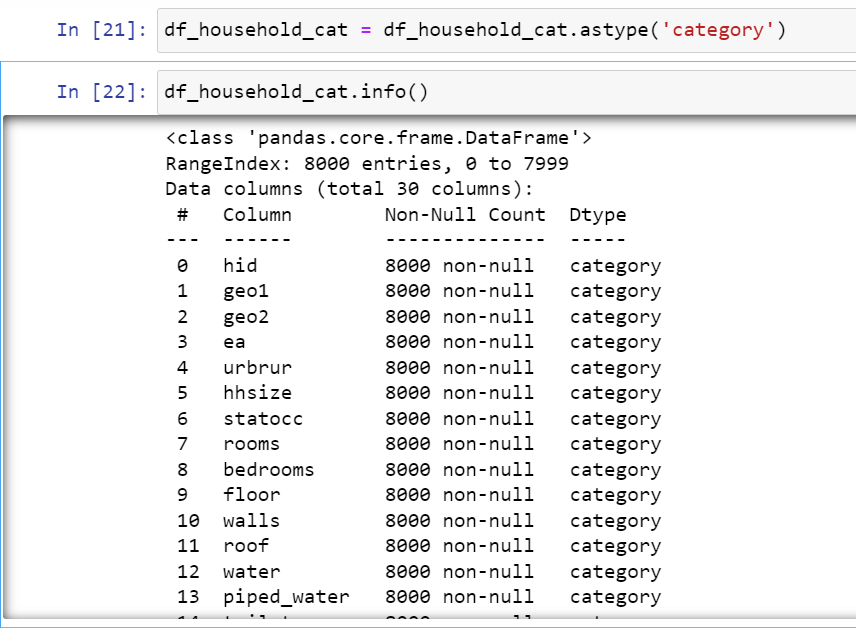 In [21]: df_household_cat = df_household_cat.astype('category')
In [22]: df_household_cat.info()
<class 'pandas.core.frame.DataFrame'>
RangeIndex: 8000 entries, 0 to 7999
Data columns (total 30 columns):
 #   Column        Non-Null Count  Dtype
---  ------        --------------  -----
 0   hid           8000 non-null   category
 1   geo1          8000 non-null   category
 2   geo2          8000 non-null   category
 3   ea            8000 non-null   category
 4   urbrur        8000 non-null   category
 5   hhsize        8000 non-null   category
 6   statocc       8000 non-null   category
 7   rooms         8000 non-null   category
 8   bedrooms      8000 non-null   category
 9   floor         8000 non-null   category
 10  walls         8000 non-null   category
 11  roof          8000 non-null   category
 12  water         8000 non-null   category
 13  piped_water   8000 non-null   category